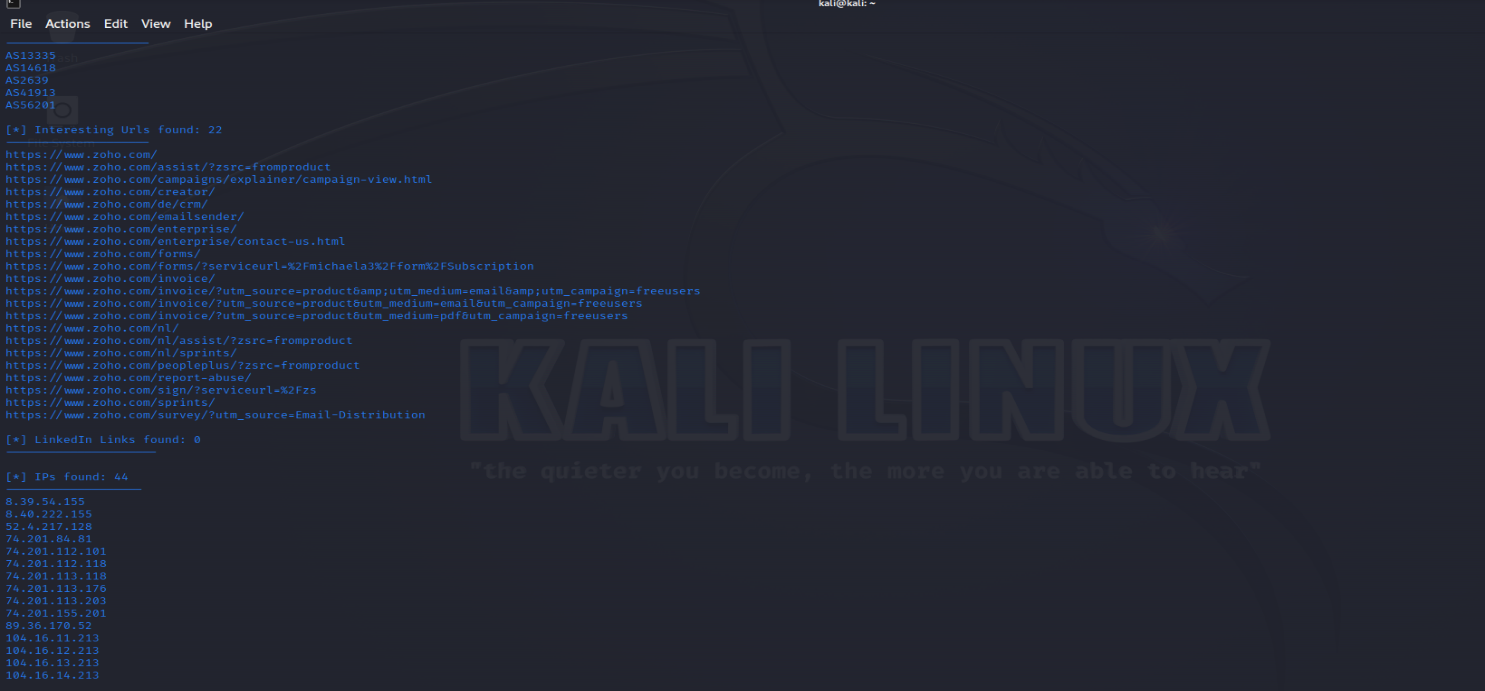 kali@kali: ~
File Actions Edit View Help
AS13335
AS14618
AS2639
AS41913
AS56201
[*] Interesting Urls found: 22
https://www.zoho.com/
https://www.zoho.com/assist/?zsrc=fromproduct
https://www.zoho.com/campaigns/explainer/campaign-view.html
https://www.zoho.com/creator/
https://www.zoho.com/de/crm/
https://www.zoho.com/emailsender/
https://www.zoho.com/enterprise/
https://www.zoho.com/enterprise/contact-us.html
https://www.zoho.com/forms/
https://www.zoho.com/forms/?serviceurl=%2Fmichaela3%2Fform%2FSubscription
https://www.zoho.com/invoice/
https://www.zoho.com/invoice/?utm_source=product&amp;utm_medium=email&amp;utm_campaign=freeusers
https://www.zoho.com/invoice/?utm_source=product&utm_medium=email&utm_campaign=freeusers
https://www.zoho.com/invoice/?utm_source=product&utm_medium=pdf&utm_campaign=freeusers
https://www.zoho.com/nl/
https://www.zoho.com/nl/assist/?zsrc=fromproduct
https://www.zoho.com/nl/sprints/
https://www.zoho.com/peopleplus/?zsrc=fromproduct
https://www.zoho.com/report-abuse/
https://www.zoho.com/sign/?serviceurl=%2Fzs
https://www.zoho.com/sprints/
https://www.zoho.com/survey/?utm_source=Email-Distribution
[*] LinkedIn Links found: 0
[*] IPs found: 44
8.39.54.155
8.40.222.155
52.4.217.128
74.201.84.81
74.201.112.101
74.201.112.118
74.201.113.118
74.201.113.176
74.201.113.203
74.201.155.201
89.36.170.52
104.16.11.213
104.16.12.213
104.16.13.213
104.16.14.213
KALI LINUX
"the quieter you become, the more you are able to hear"